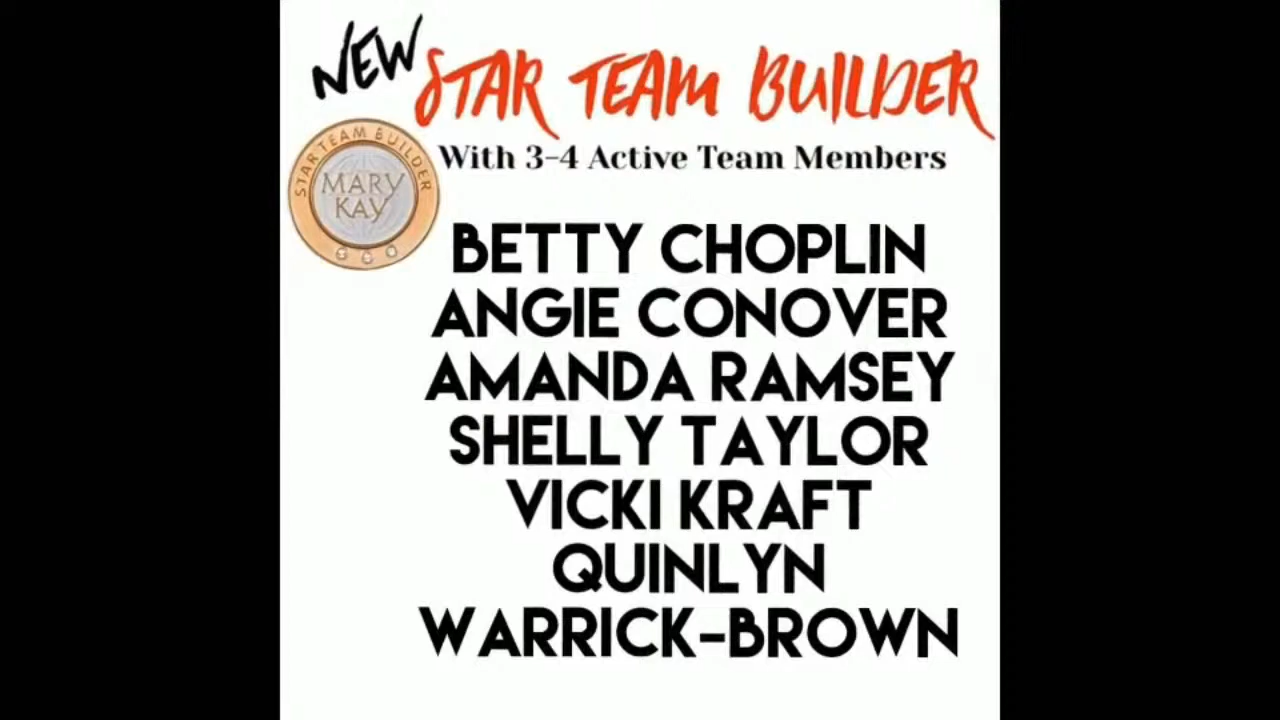 NEW STAR TEAM BUILDER
With 3-4 Active Team Members
STAR TEAM BUILDER
MARY
KAY
BETTY CHOPLIN
ANGIE CONOVER
AMANDA RAMSEY
SHELLY TAYLOR
VICKI KRAFT
QUINLYN
WARRICK-BROWN